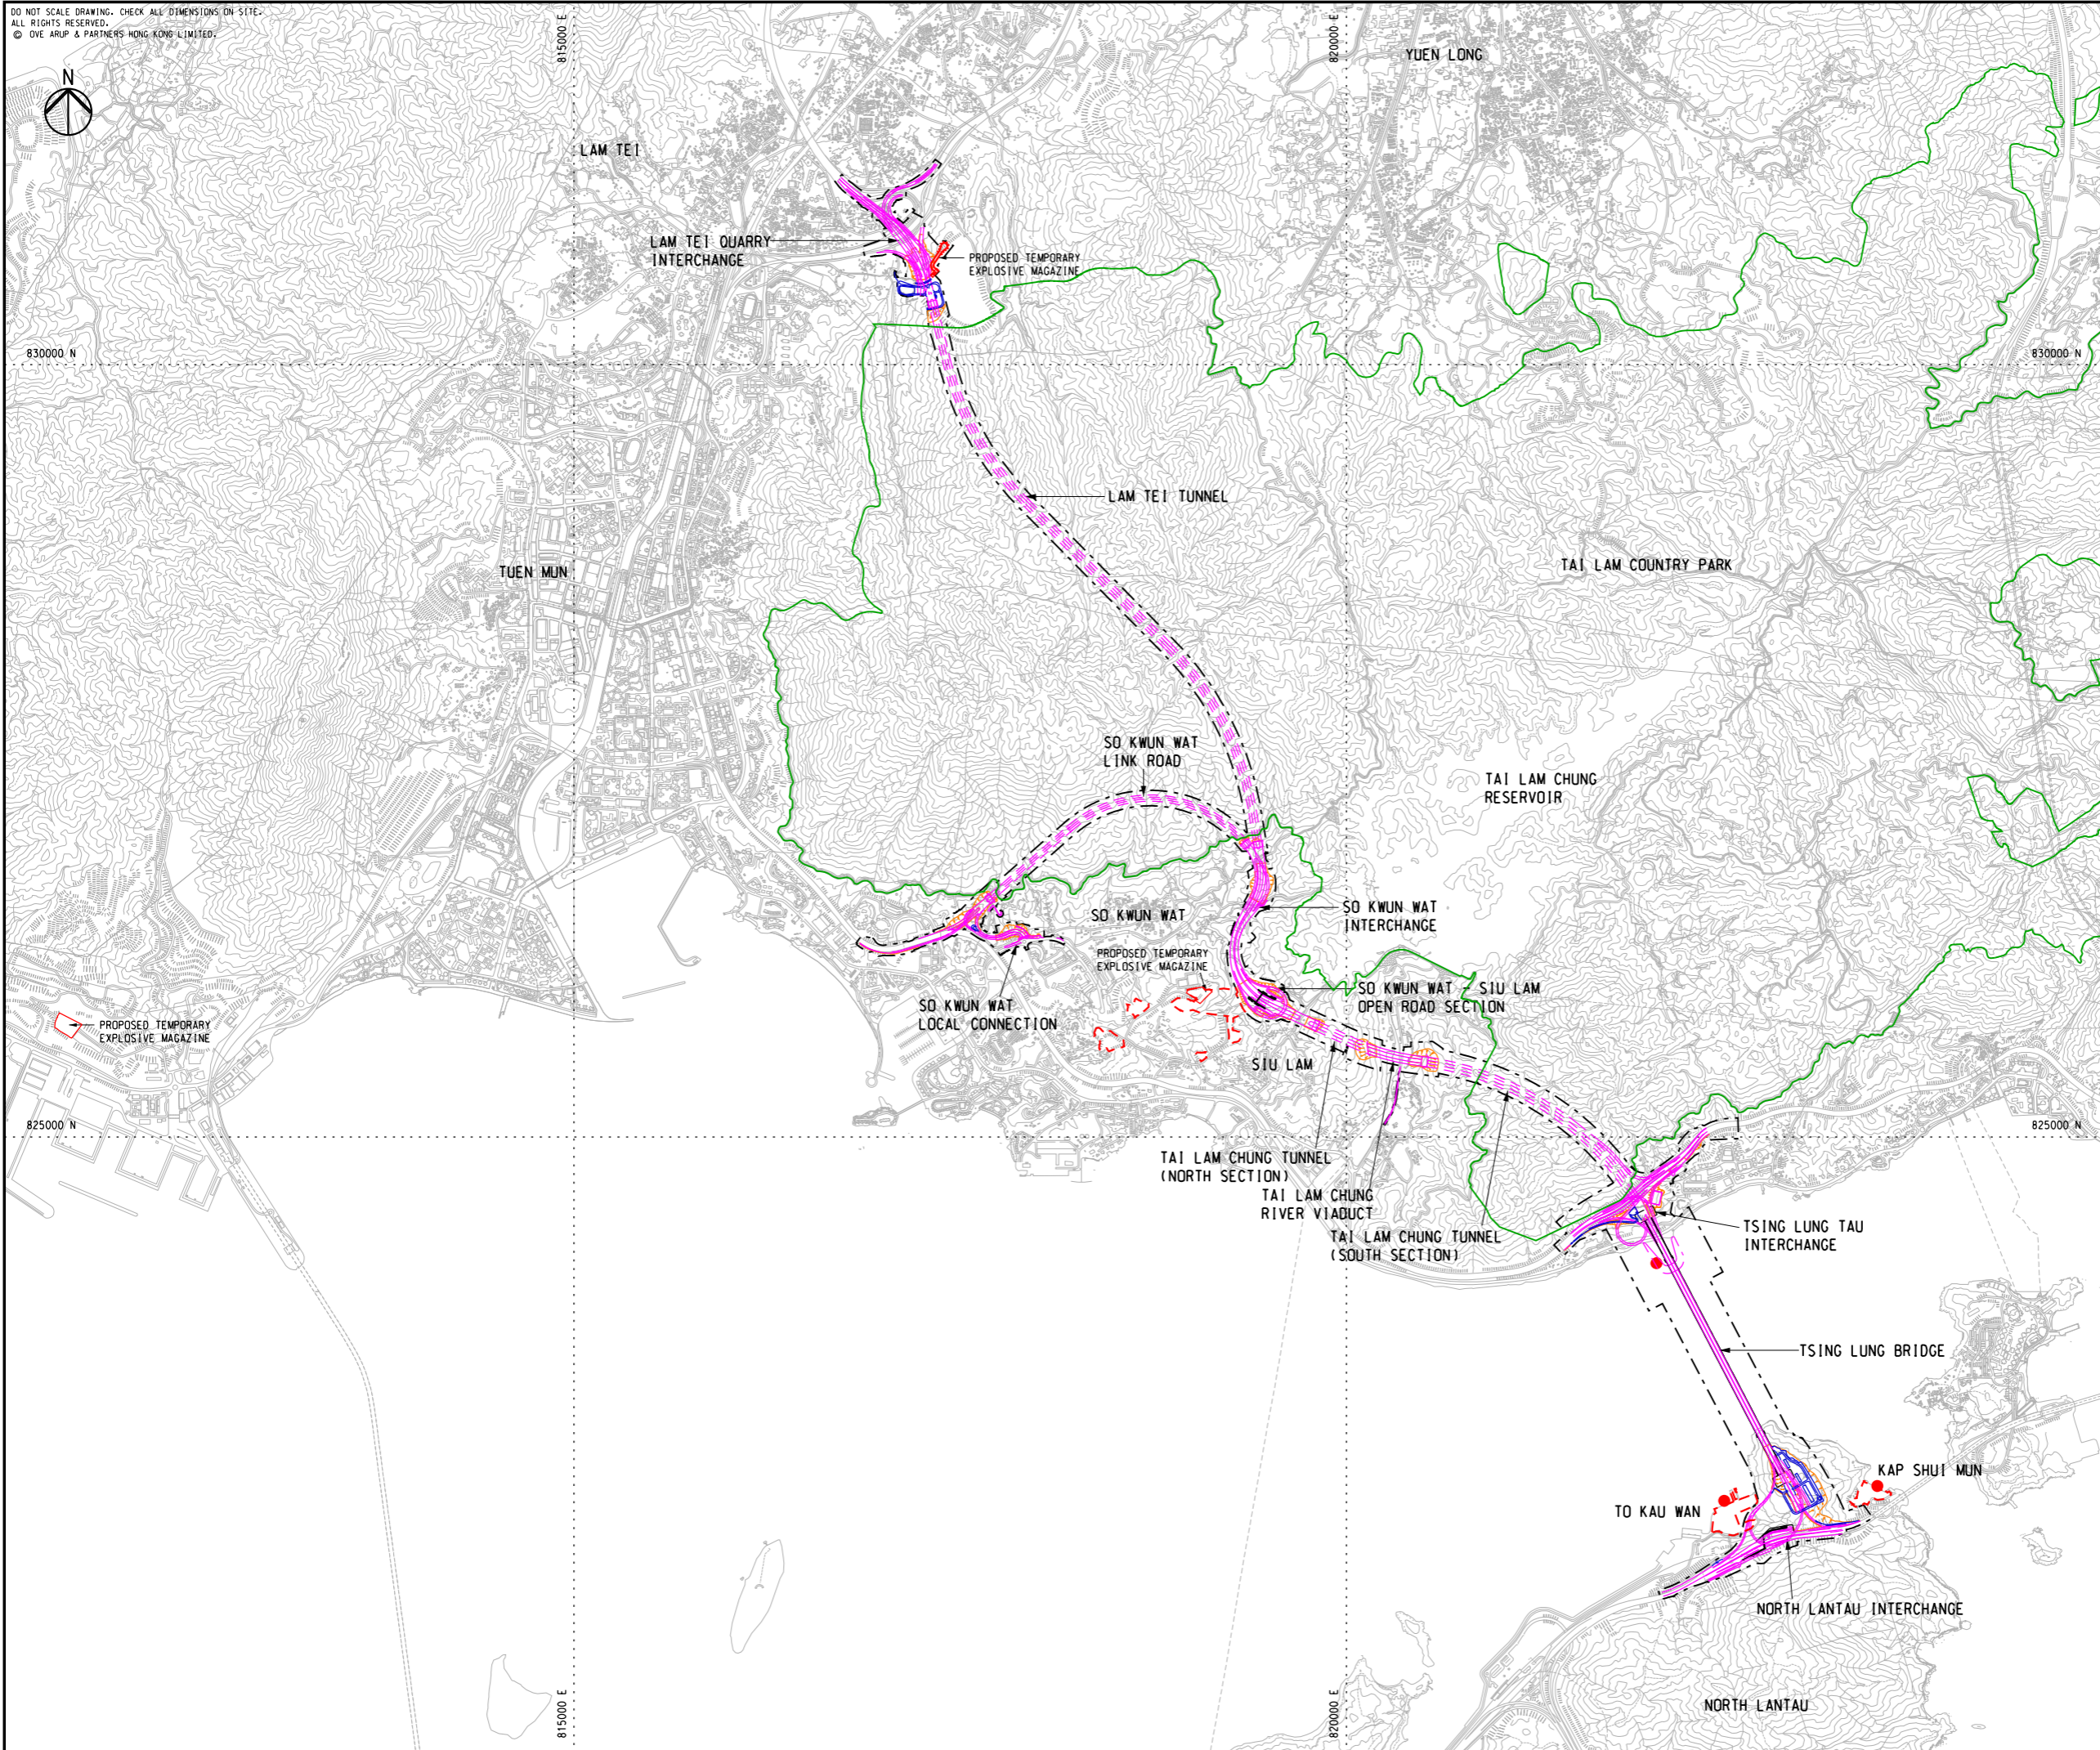 DO NOT SCALE DRAWING. CHECK ALL DIMENSIONS ON SITE.
ALL RIGHTS RESERVED.
© OVE ARUP & PARTNERS HONG KONG LIMITED.
N
815000 E
820000 E
YUEN LONG
LAM TEI
LAM TEI QUARRY
INTERCHANGE
PROPOSED TEMPORARY
EXPLOSIVE MAGAZINE
830000 N
830000 N
LAM TEI TUNNEL
TUEN MUN
TAI LAM COUNTRY PARK
SO KWUN WAT
LINK ROAD
TAI LAM CHUNG
RESERVOIR
SO KWUN WAT
SO KWUN WAT
INTERCHANGE
PROPOSED TEMPORARY
EXPLOSIVE MAGAZINE
SO KWUN WAT - SIU LAM
OPEN ROAD SECTION
SO KWUN WAT
LOCAL CONNECTION
PROPOSED TEMPORARY
EXPLOSIVE MAGAZINE
SIU LAM
825000 N
825000 N
TAI LAM CHUNG TUNNEL
(NORTH SECTION)
TAI LAM CHUNG
RIVER VIADUCT
TAI LAM CHUNG TUNNEL
(SOUTH SECTION)
TSING LUNG TAU
INTERCHANGE
TSING LUNG BRIDGE
KAP SHUI MUN
TO KAU WAN
NORTH LANTAU INTERCHANGE
815000 E
820000 E
NORTH LANTAU